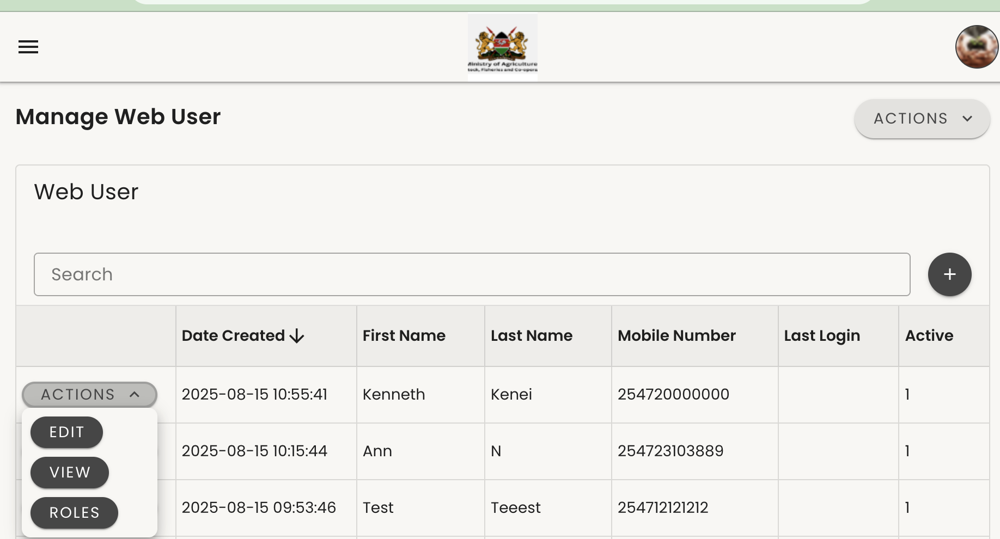 Ministry of Agriculture
tock, Fisheries and Co-opera
Manage Web User
ACTIONS
Web User
Search
+
Date Created ↓ First Name Last Name Mobile Number Last Login Active
ACTIONS 2025-08-15 10:55:41 Kenneth Kenei 254720000000 1
EDIT
2025-08-15 10:15:44 Ann N 254723103889 1
VIEW
2025-08-15 09:53:46 Test Teeest 254712121212 1
ROLES